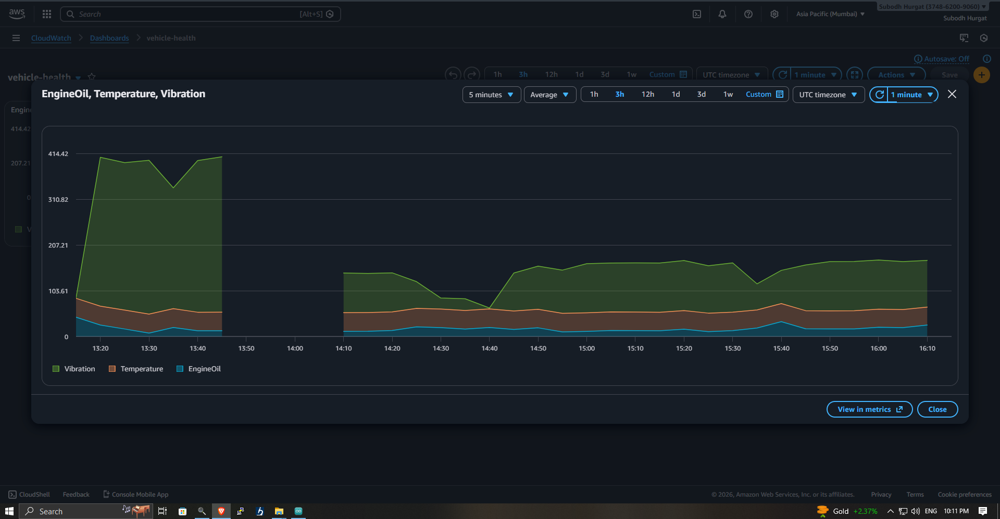 aws
Search [Alt+S]
Asia Pacific (Mumbai)
Subodh Hurgat (3748-6200-9060)
Subodh Hurgat
CloudWatch
Dashboards
vehicle-health
Autosave: Off
vehicle-health
1h 3h 12h 1d 3d 1w Custom
UTC timezone
1 minute
Actions
Save
EngineOil, Temperature, Vibration
5 minutes
Average
1h 3h 12h 1d 3d 1w Custom
UTC timezone
1 minute
Engin
414.42
207.21
0
V
414.42
310.82
207.21
103.61
0
13:20 13:30 13:40 13:50 14:00 14:10 14:20 14:30 14:40 14:50 15:00 15:10 15:20 15:30 15:40 15:50 16:00 16:10
Vibration Temperature EngineOil
View in metrics
Close
CloudShell Feedback Console Mobile App
© 2026, Amazon Web Services, Inc. or its affiliates. Privacy Terms Cookie preferences
Search
Gold +2.37%
ENG
10:11 PM